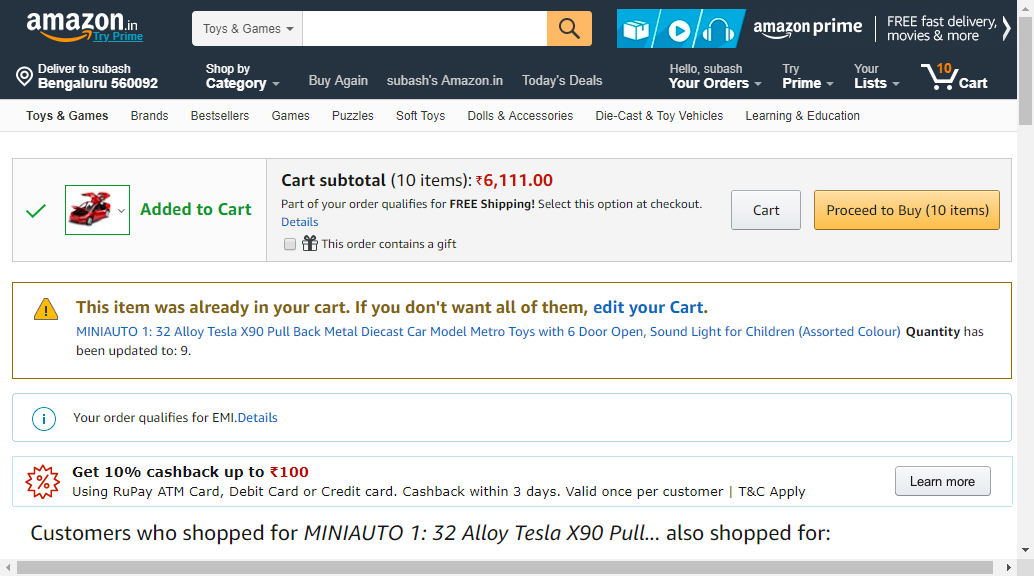 amazon.in
Try Prime
Toys & Games
amazon prime
FREE fast delivery, movies & more
Deliver to subash
Bengaluru 560092
Shop by
Category
Buy Again
subash's Amazon.in
Today's Deals
Hello, subash
Your Orders
Try
Prime
Your
Lists
10
Cart
Toys & Games
Brands
Bestsellers
Games
Puzzles
Soft Toys
Dolls & Accessories
Die-Cast & Toy Vehicles
Learning & Education
Added to Cart
Cart subtotal (10 items): ₹6,111.00
Part of your order qualifies for FREE Shipping! Select this option at checkout.
Details
This order contains a gift
Cart
Proceed to Buy (10 items)
This item was already in your cart. If you don't want all of them, edit your Cart.
MINIAUTO 1: 32 Alloy Tesla X90 Pull Back Metal Diecast Car Model Metro Toys with 6 Door Open, Sound Light for Children (Assorted Colour) Quantity has
been updated to: 9.
Your order qualifies for EMI.Details
Get 10% cashback up to ₹100
Using RuPay ATM Card, Debit Card or Credit card. Cashback within 3 days. Valid once per customer | T&C Apply
Learn more
Customers who shopped for MINIAUTO 1: 32 Alloy Tesla X90 Pull... also shopped for: